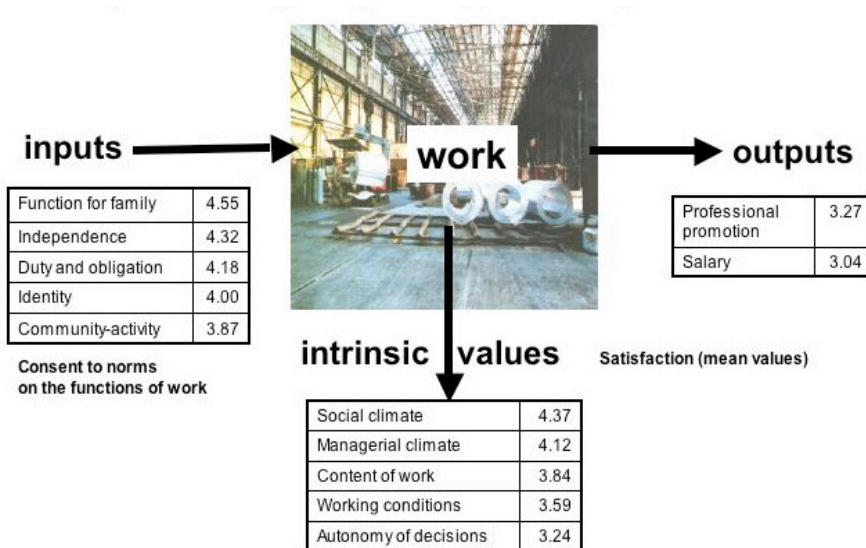 inputs
work
outputs
Function for family 4.55
Independence 4.32
Duty and obligation 4.18
Identity 4.00
Community-activity 3.87
Consent to norms
on the functions of work
Professional 3.27
promotion
Salary 3.04
intrinsic values
Satisfaction (mean values)
Social climate 4.37
Managerial climate 4.12
Content of work 3.84
Working conditions 3.59
Autonomy of decisions 3.24